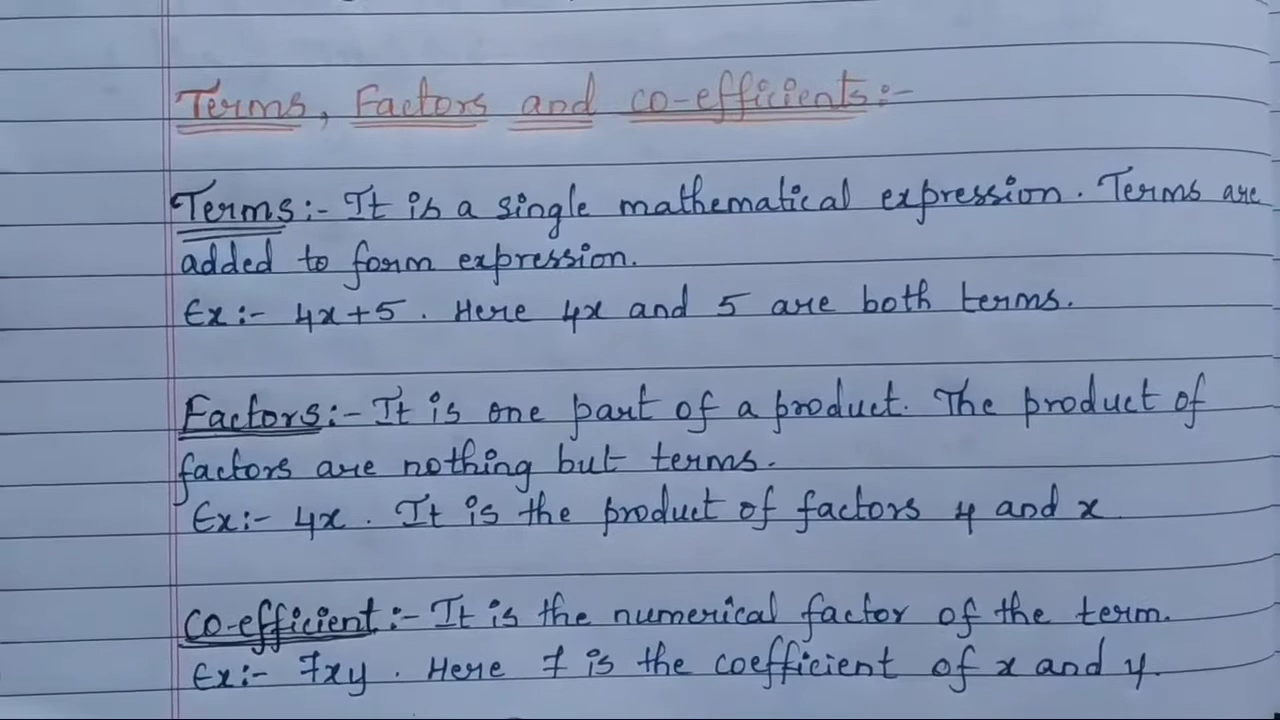 Terms, Factors and co-efficients:-
Terms:- It is a single mathematical expression. Terms are
added to form expression.
Ex:- 4x+5. Here 4x and 5 are both terms.
Factors:- It is one part of a product. The product of
factors are nothing but terms.
Ex:- 4x. It is the product of factors 4 and x
Co-efficient:- It is the numerical factor of the term.
Ex:- 7xy. Here 7 is the coefficient of x and y.